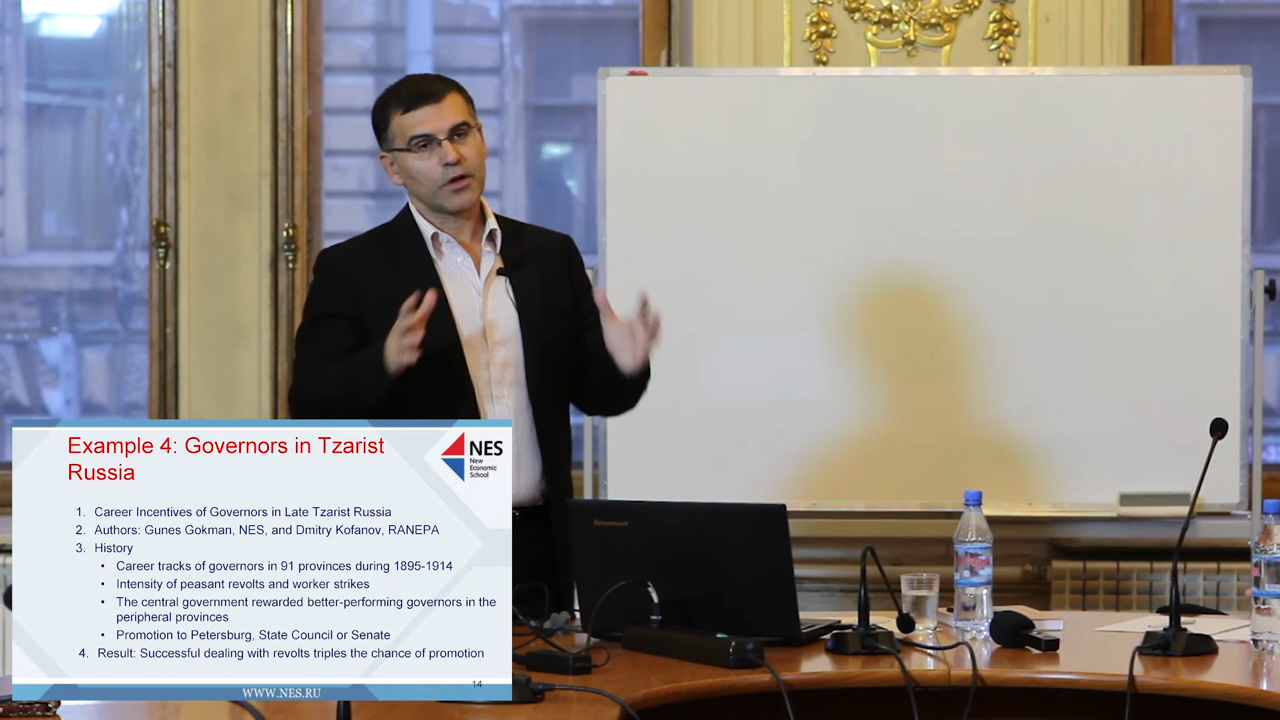 Example 4: Governors in Tzarist
Russia
NES
New
Economic
School
1. Career Incentives of Governors in Late Tzarist Russia
2. Authors: Gunes Gokman, NES, and Dmitry Kofanov, RANEPA
3. History
• Career tracks of governors in 91 provinces during 1895-1914
• Intensity of peasant revolts and worker strikes
• The central government rewarded better-performing governors in the
peripheral provinces
• Promotion to Petersburg, State Council or Senate
4. Result: Successful dealing with revolts triples the chance of promotion
14
WWW.NES.RU